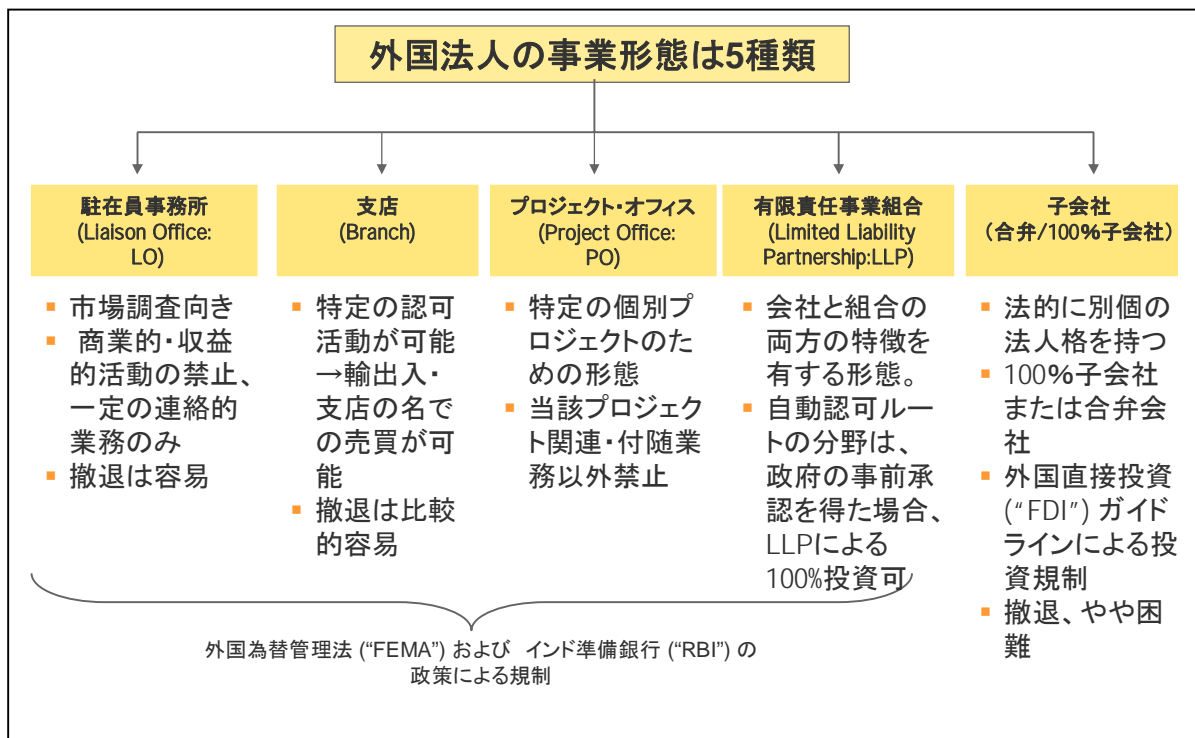 外国法人の事業形態は5種類
駐在員事務所
(Liaison Office:
LO)
▪ 市場調査向き
▪ 商業的・収益
的活動の禁止、
一定の連絡的
業務のみ
▪ 撤退は容易
支店
(Branch)
▪ 特定の認可
活動が可能
→輸出入・
支店の名で
の売買が可
能
▪ 撤退は比較
的容易
プロジェクト・オフィス
(Project Office:
PO)
▪ 特定の個別プ
ロジェクトのた
めの形態
▪ 当該プロジェク
ト関連・付随業
務以外禁止
有限責任事業組合
(Limited Liability
Partnership:LLP)
▪ 会社と組合の
両方の特徴を
有する形態。
▪ 自動認可ルー
トの分野は、
政府の事前承
認を得た場合、
LLPによる
100%投資可
子会社
(合弁/100%子会社)
▪ 法的に別個の
法人格を持つ
▪ 100%子会社
または合弁会
社
▪ 外国直接投資
(“FDI”) ガイド
ラインによる投
資規制
▪ 撤退、やや困
難
外国為替管理法 (“FEMA”) および インド準備銀行 (“RBI”) の
政策による規制